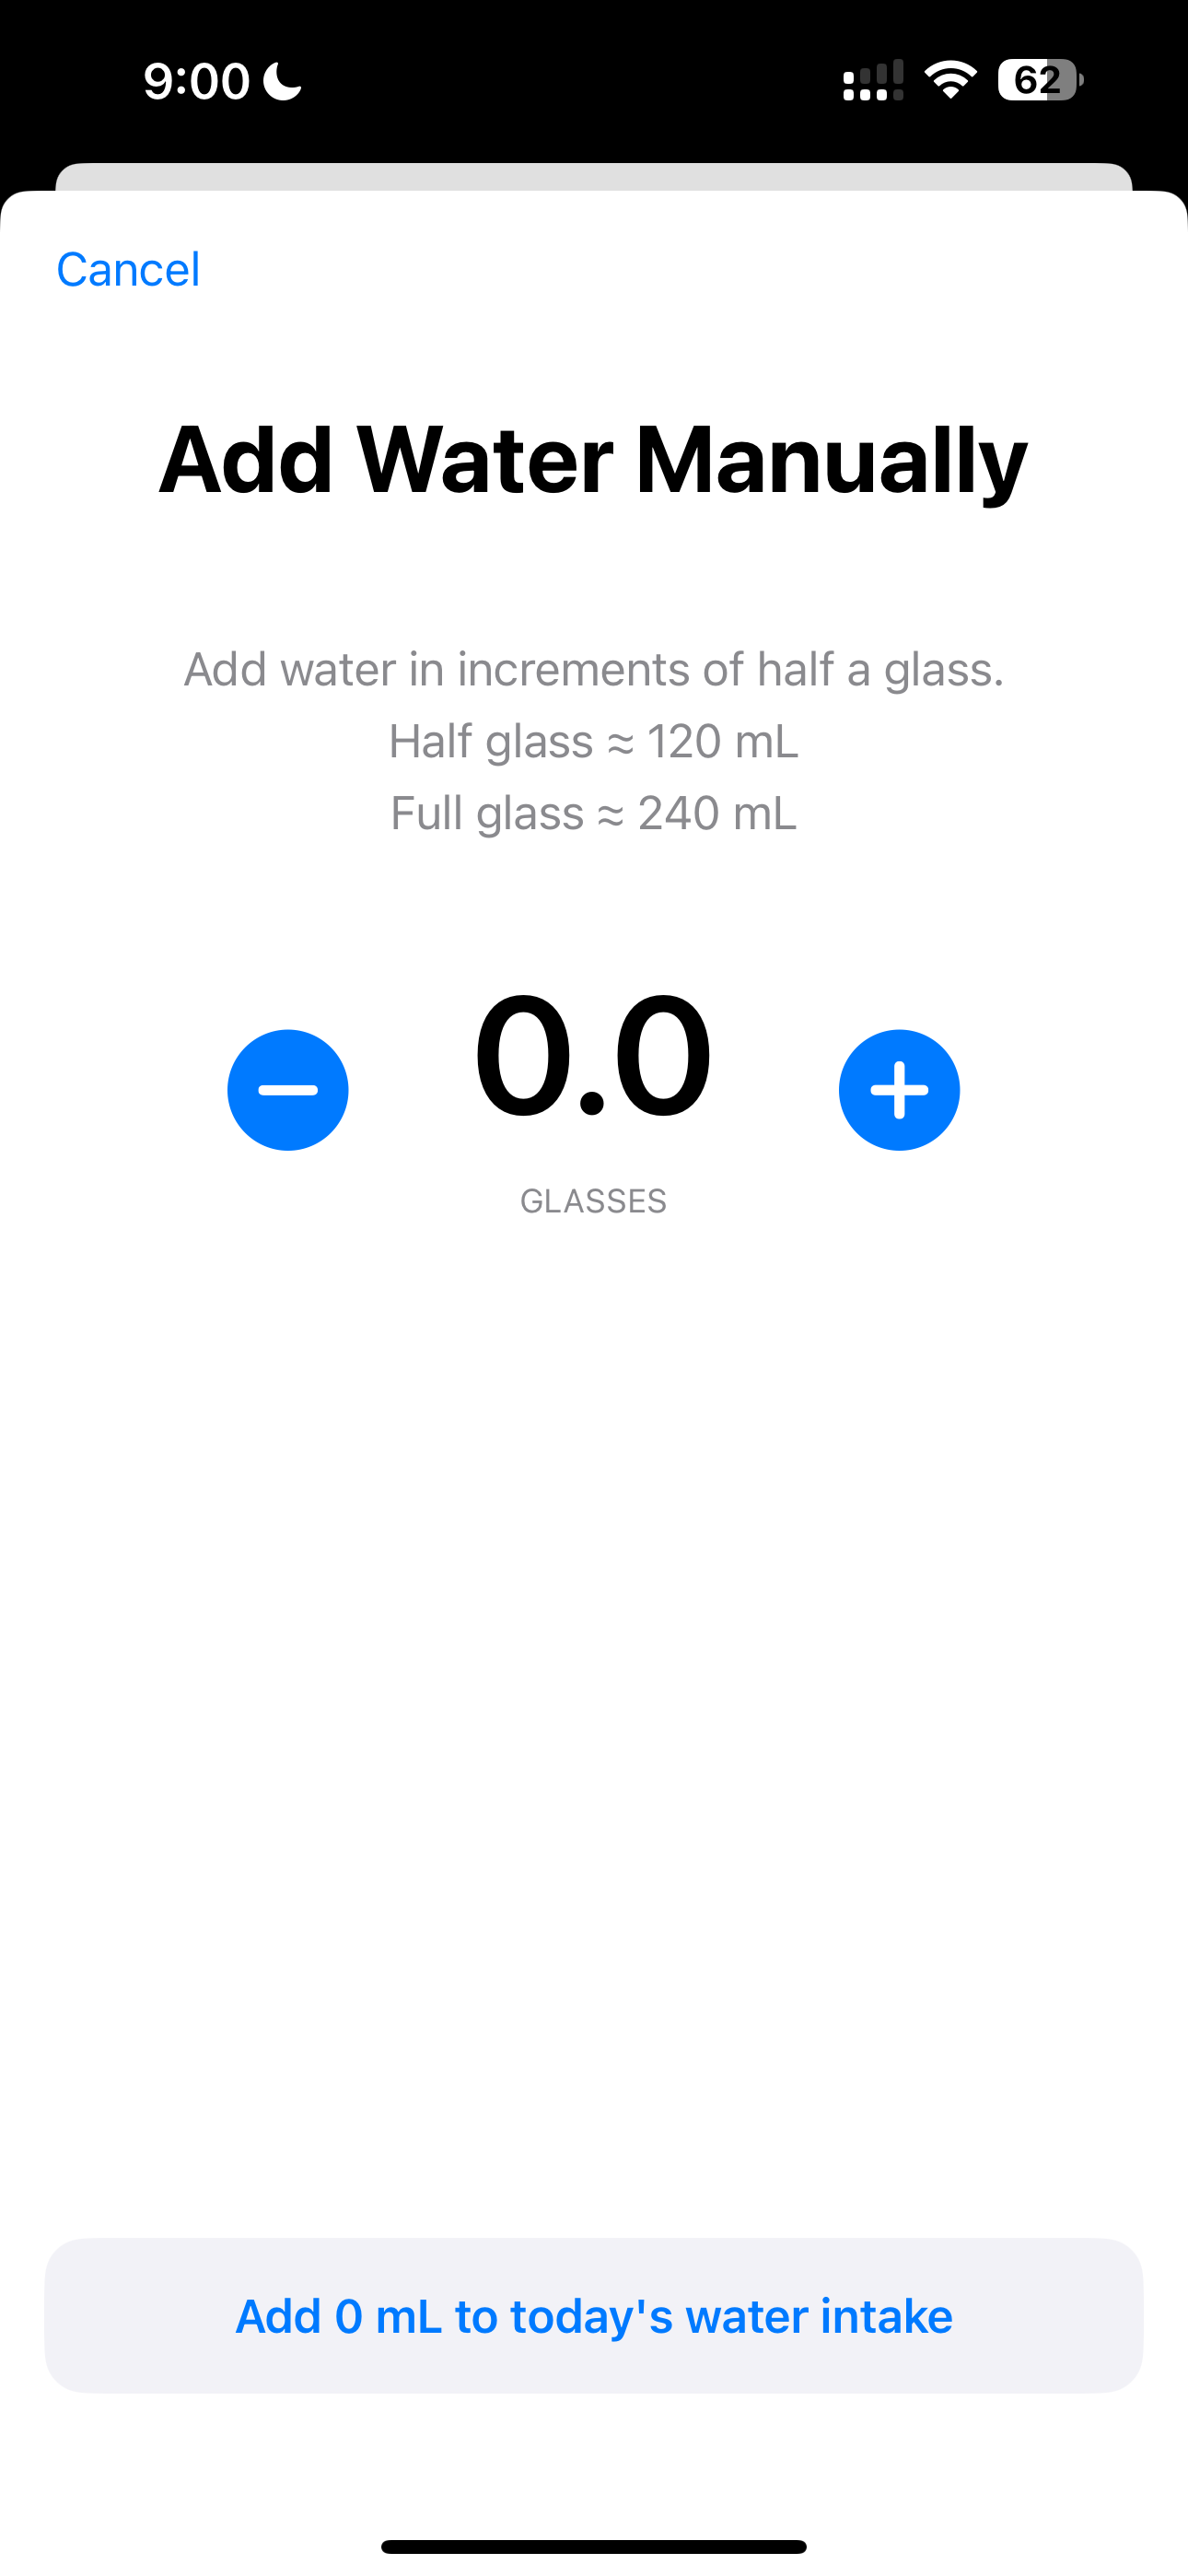 9:00
62
Cancel
Add Water Manually
Add water in increments of half a glass.
Half glass ≈ 120 mL
Full glass ≈ 240 mL
0.0
GLASSES
Add 0 mL to today's water intake